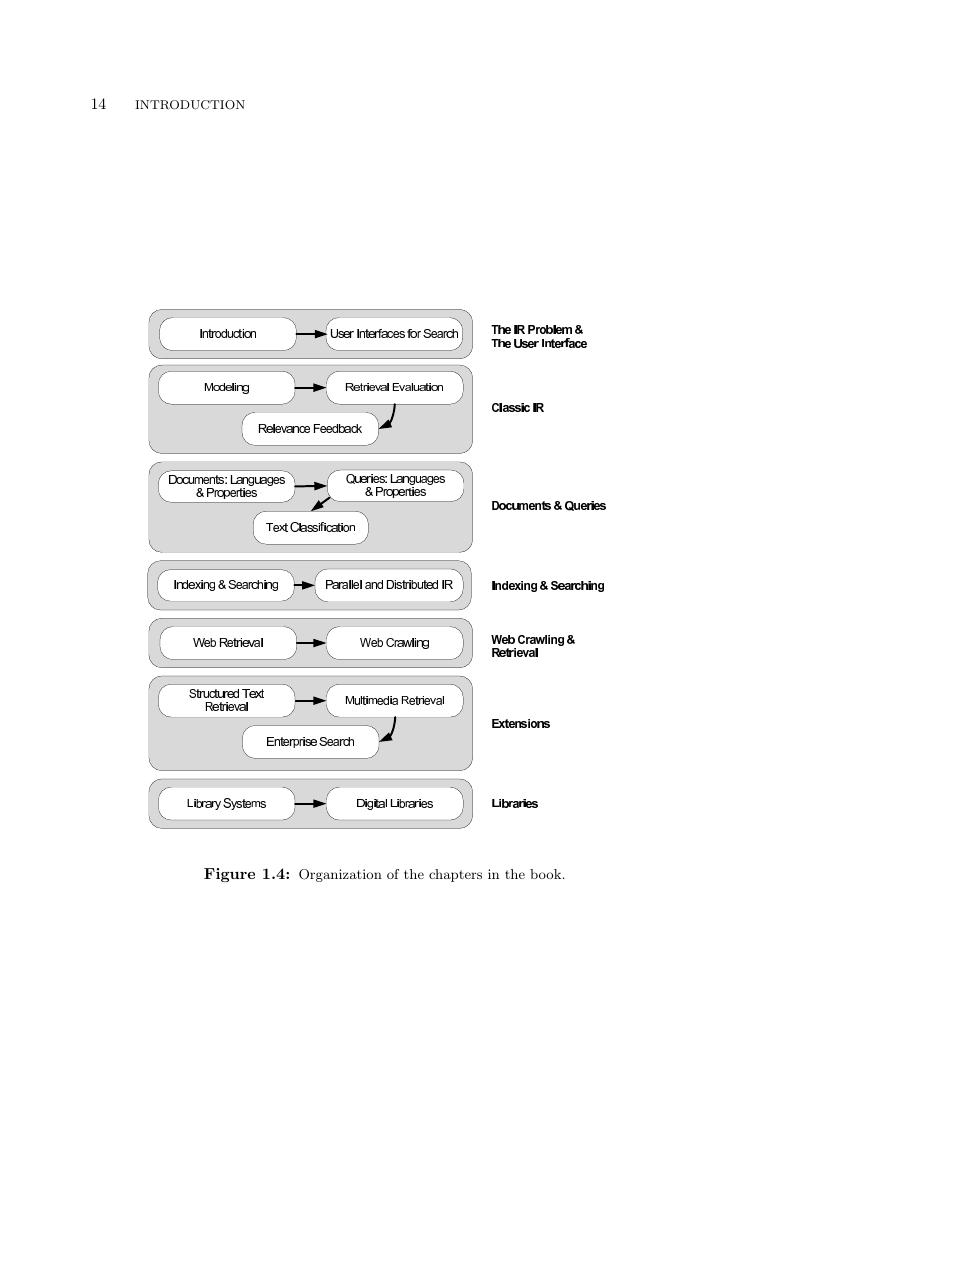 14 INTRODUCTION
Introduction
User Interfaces for Search
The IR Problem &
The User Interface
Modeling
Retrieval Evaluation
Relevance Feedback
Classic IR
Documents: Languages
& Properties
Queries: Languages
& Properties
Text Classification
Documents & Queries
Indexing & Searching
Parallel and Distributed IR
Indexing & Searching
Web Retrieval
Web Crawling
Web Crawling &
Retrieval
Structured Text
Retrieval
Multimedia Retrieval
Enterprise Search
Extensions
Library Systems
Digital Libraries
Libraries
Figure 1.4: Organization of the chapters in the book.